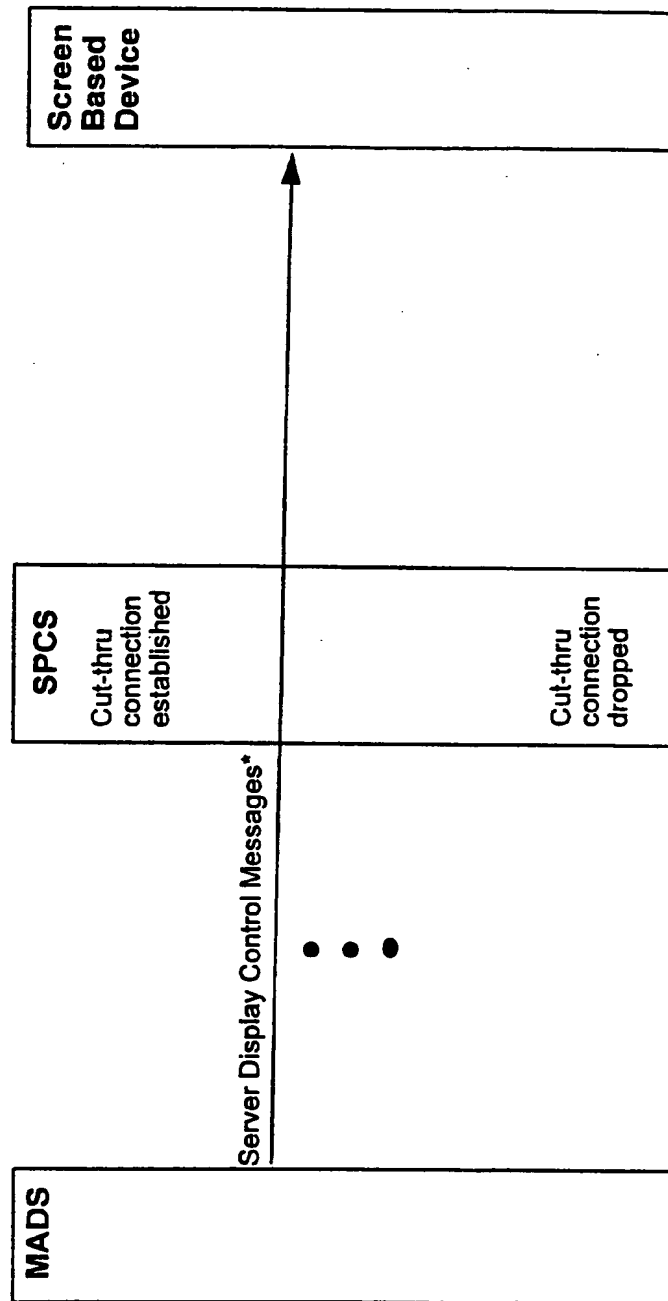 MADS
SPCS
Screen
Based
Device
Cut-thru
connection
established
Server Display Control Messages*
Cut-thru
connection
dropped